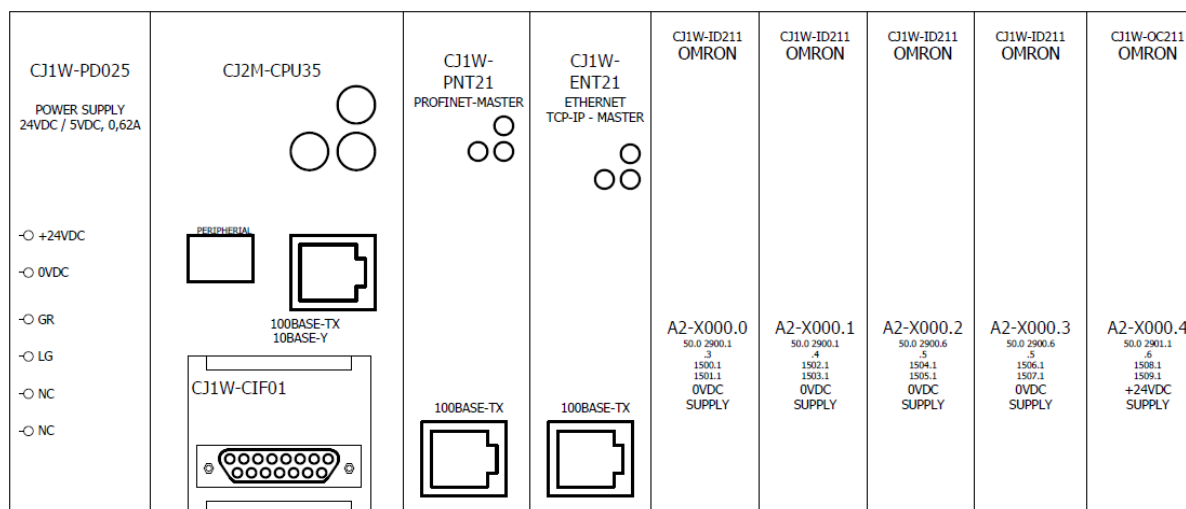 CJ1W-PD025
POWER SUPPLY
24VDC / 5VDC, 0,62A
-O +24VDC
-O 0VDC
-O GR
-O LG
-O NC
-O NC
CJ2M-CPU35
PERIPHERIAL
100BASE-TX
10BASE-Y
CJ1W-CIF01
CJ1W-
PNT21
PROFINET-MASTER
100BASE-TX
CJ1W-
ENT21
ETHERNET
TCP-IP - MASTER
100BASE-TX
CJ1W-ID211
OMRON
A2-X000.0
50.0 2900.1
.3
1500.1
1501.1
0VDC
SUPPLY
CJ1W-ID211
OMRON
A2-X000.1
50.0 2900.1
.4
1502.1
1503.1
0VDC
SUPPLY
CJ1W-ID211
OMRON
A2-X000.2
50.0 2900.6
.5
1504.1
1505.1
0VDC
SUPPLY
CJ1W-ID211
OMRON
A2-X000.3
50.0 2900.6
.5
1506.1
1507.1
0VDC
SUPPLY
CJ1W-OC211
OMRON
A2-X000.4
50.0 2901.1
.6
1508.1
1509.1
+24VDC
SUPPLY